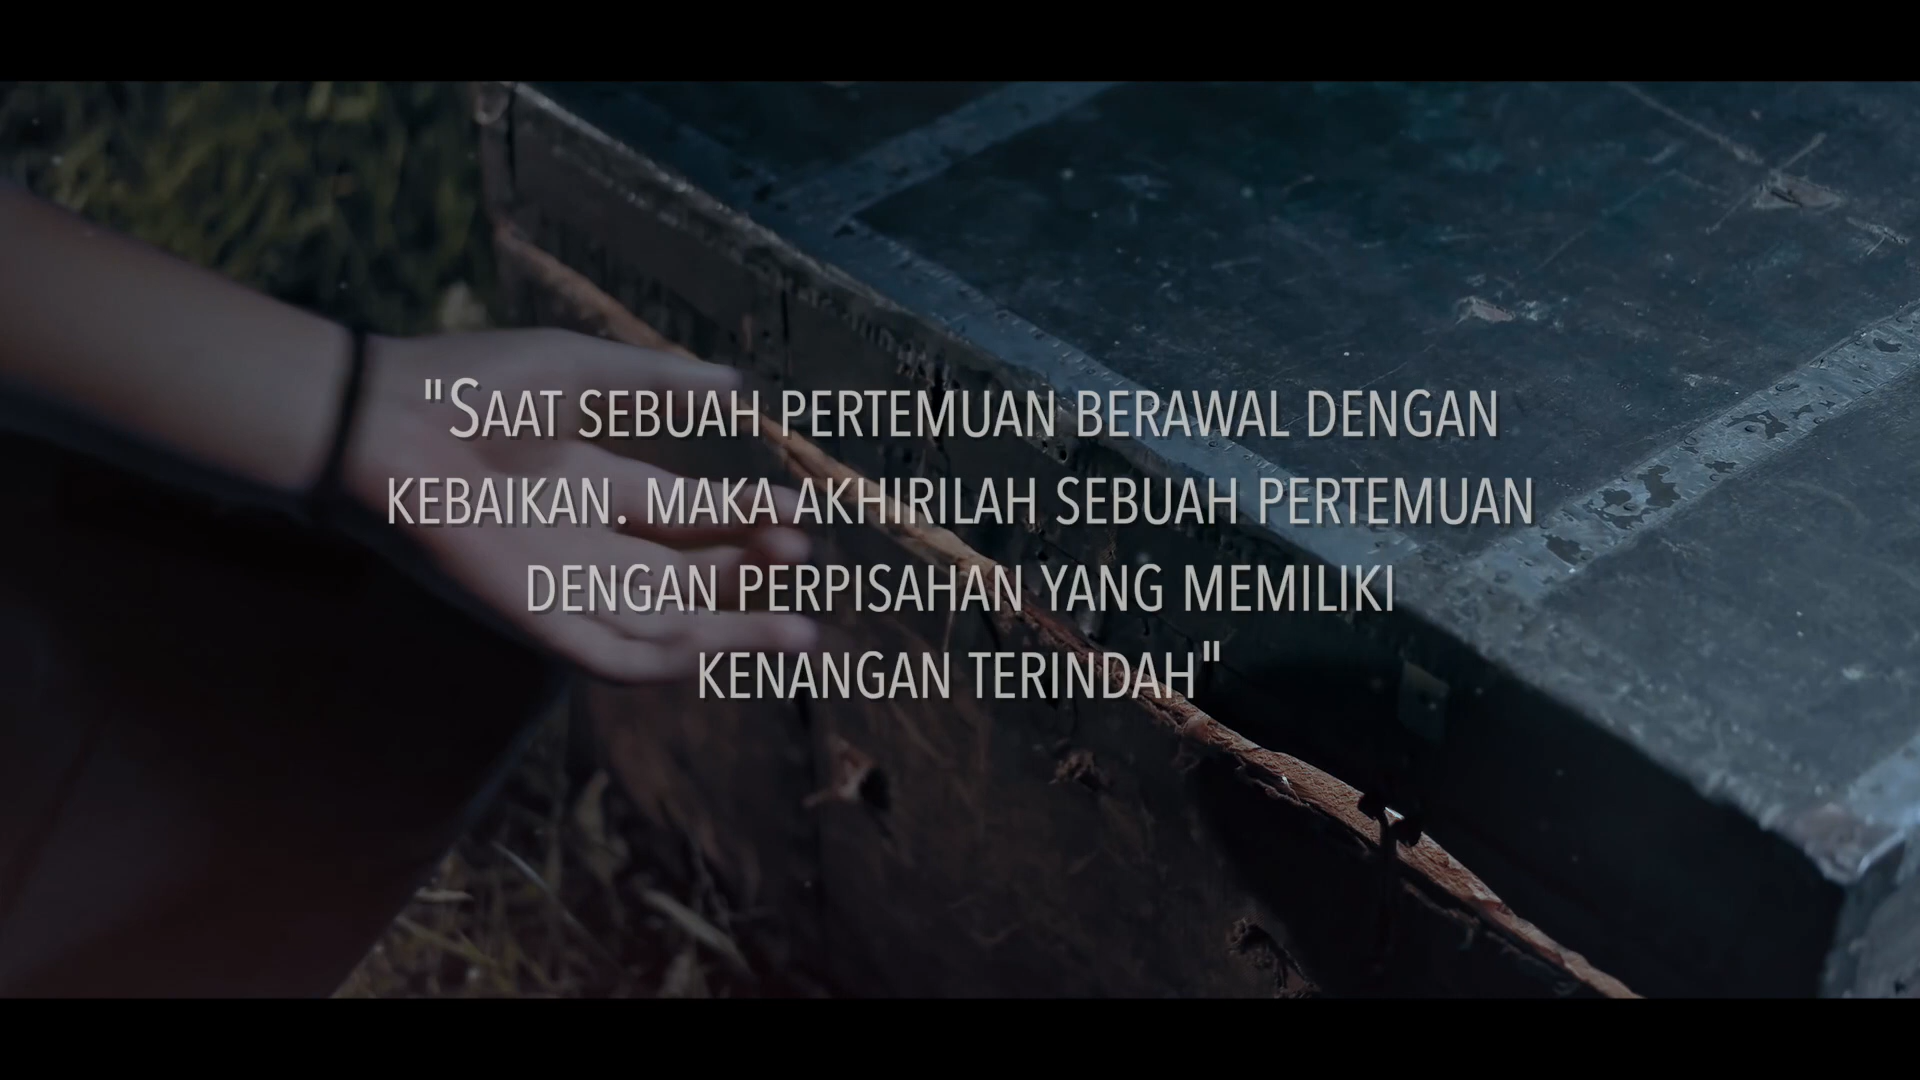 "Saat sebuah pertemuan berawal dengan
kebaikan. maka akhirilah sebuah pertemuan
dengan perpisahan yang memiliki
kenangan terindah"